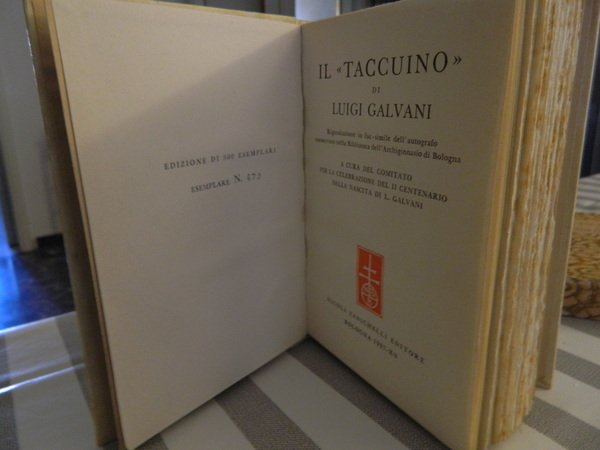 EDIZIONE DI 500 ESEMPLARI
ESEMPLARE N. 472
IL «TACCUINO»
DI
LUIGI GALVANI
Riproduzione in fac-simile dell'autografo
conservato nella Biblioteca dell'Archiginnasio di Bologna
A CURA DEL COMITATO
PER LA CELEBRAZIONE DEL II CENTENARIO
DELLA NASCITA DI L. GALVANI
NICOLA ZANICHELLI EDITORE
BOLOGNA